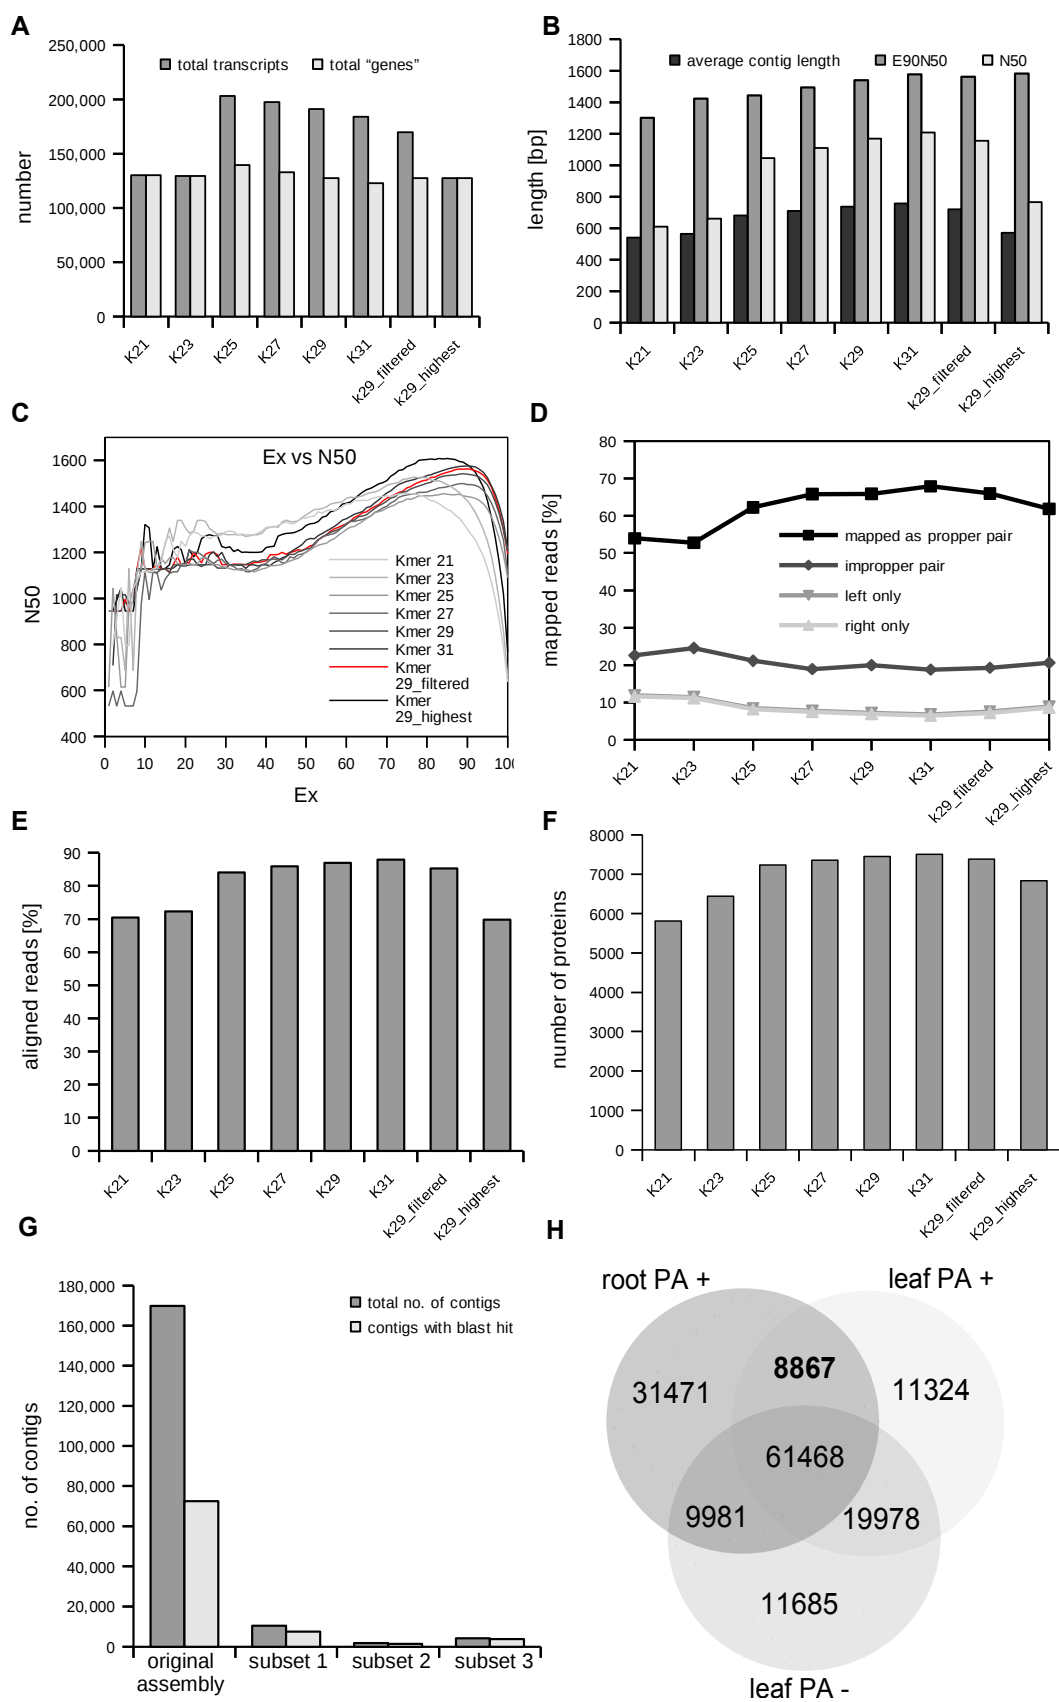 A
250,000
200,000
150,000
100,000
50,000
0
number
total transcripts
total “genes”
K21
K23
K25
K27
K29
K31
k29_filtered
k29_highest
B
1800
1600
1400
1200
1000
800
600
400
200
0
length [bp]
average contig length
E90N50
N50
K21
K23
K25
K27
K29
K31
k29_filtered
k29_highest
C
Ex vs N50
1600
1400
1200
1000
800
600
400
N50
Kmer 21
Kmer 23
Kmer 25
Kmer 27
Kmer 29
Kmer 31
Kmer
29_filtered
Kmer
29_highest
0 10 20 30 40 50 60 70 80 90 100
Ex
D
80
70
60
50
40
30
20
10
0
mapped reads [%]
mapped as propper pair
impropper pair
left only
right only
K21
K23
K25
K27
K29
K31
k29_filtered
k29_highest
E
90
80
70
60
50
40
30
20
10
0
aligned reads [%]
K21
K23
K25
K27
K29
K31
k29_filtered
k29_highest
F
8000
7000
6000
5000
4000
3000
2000
1000
0
number of proteins
K21
K23
K25
K27
K29
K31
K29_filtered
K29_highest
G
180,000
160,000
140,000
120,000
100,000
80,000
60,000
40,000
20,000
0
no. of contigs
total no. of contigs
contigs with blast hit
original
assembly
subset 1
subset 2
subset 3
H
root PA +
leaf PA +
8867
31471
11324
61468
9981
19978
11685
leaf PA -